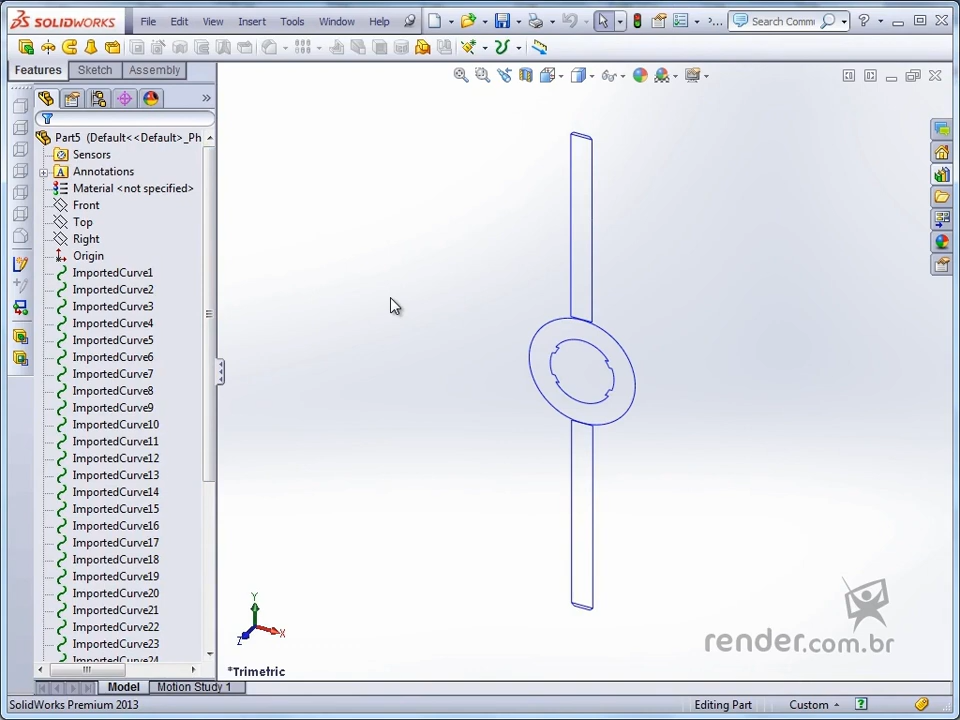 SOLIDWORKS File Edit View Insert Tools Window Help Search Comm
Features Sketch Assembly
Part5 (Default<<Default>_Ph
Sensors
Annotations
Material <not specified>
Front
Top
Right
Origin
ImportedCurve1
ImportedCurve2
ImportedCurve3
ImportedCurve4
ImportedCurve5
ImportedCurve6
ImportedCurve7
ImportedCurve8
ImportedCurve9
ImportedCurve10
ImportedCurve11
ImportedCurve12
ImportedCurve13
ImportedCurve14
ImportedCurve15
ImportedCurve16
ImportedCurve17
ImportedCurve18
ImportedCurve19
ImportedCurve20
ImportedCurve21
ImportedCurve22
ImportedCurve23
ImportedCurve24
Y
X
Z
*Trimetric
render.com.br
Model Motion Study 1
SolidWorks Premium 2013 Editing Part Custom